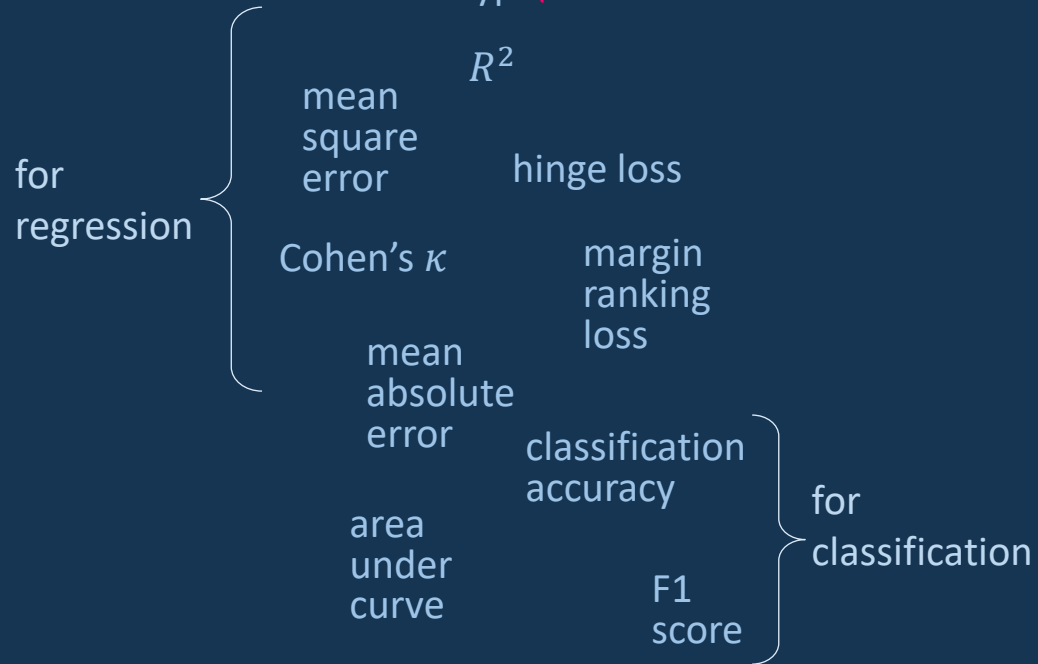 R²
mean
square
error
hinge loss
for
regression
Cohen's κ
margin
ranking
loss
mean
absolute
error
classification
accuracy
for
classification
area
under
curve
F1
score